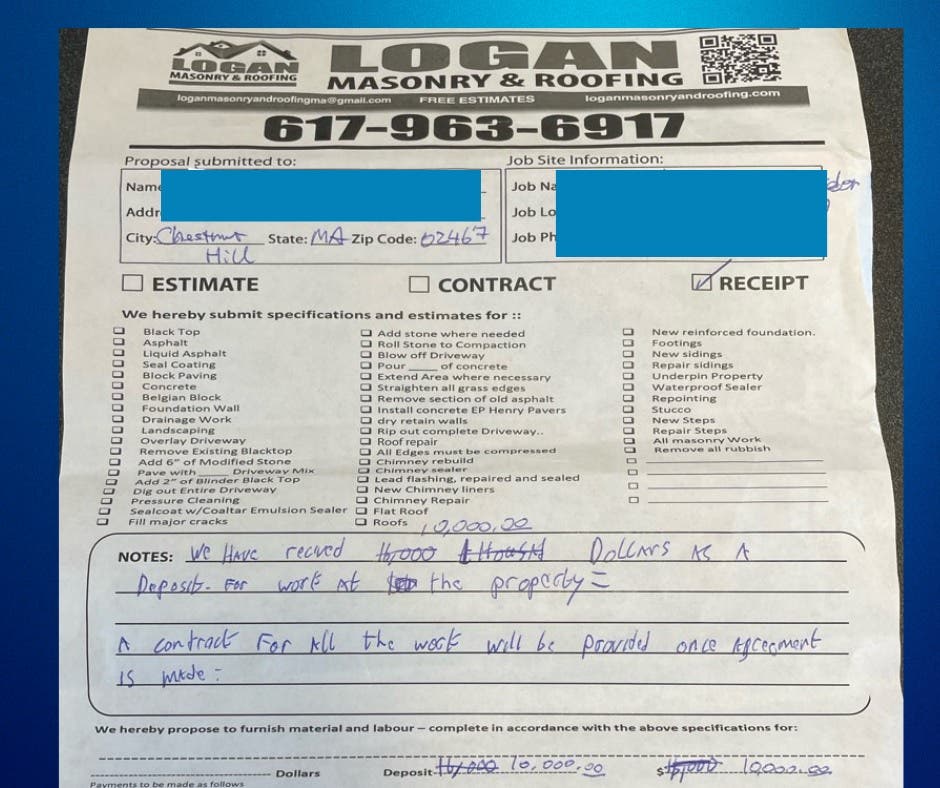 LOGAN
MASONRY & ROOFING
LOGAN
MASONRY & ROOFING
loganmasonryandroofingma@gmail.com FREE ESTIMATES loganmasonryandroofing.com
617-963-6917
Proposal submitted to: Job Site Information:
Name
Addr Job Na
City: Chestnut Hill State: MA Zip Code: 02467 Job Lo
Job Ph
ESTIMATE CONTRACT RECEIPT
We hereby submit specifications and estimates for ::
Black Top
Asphalt
Liquid Asphalt
Seal Coating
Block Paving
Concrete
Belgian Block
Foundation Wall
Drainage Work
Landscaping
Overlay Driveway
Remove Existing Blacktop
Add 6" of Modified Stone
Pave with ____ Driveway Mix
Add 2" of Blinder Black Top
Dig out Entire Driveway
Pressure Cleaning
Sealcoat w/Coaltar Emulsion Sealer
Fill major cracks
Add stone where needed
Roll Stone to Compaction
Blow off Driveway
Pour ____ of concrete
Extend Area where necessary
Straighten all grass edges
Remove section of old asphalt
Install concrete EP Henry Pavers
dry retain walls
Rip out complete Driveway..
Roof repair
All Edges must be compressed
Chimney rebuild
Chimney sealer
Lead flashing, repaired and sealed
New Chimney liners
Chimney Repair
Flat Roof
Roofs
New reinforced foundation.
Footings
New sidings
Repair sidings
Underpin Property
Waterproof Sealer
Repointing
Stucco
New Steps
Repair Steps
All masonry Work
Remove all rubbish
10,000.00
NOTES: We Have recived Dollars As A
Deposit. For work At the property =
A contract For All the work will be provided once Agreement
is made :
We hereby propose to furnish material and labour – complete in accordance with the above specifications for:
Dollars Deposit 10,000.00 $ 10,000.00
Payments to be made as follows